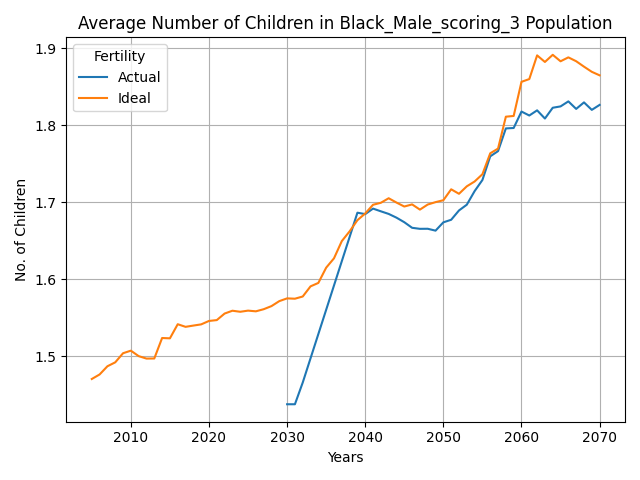 Average Number of Children in Black_Male_scoring_3 Population
Fertility
Actual
Ideal
No. of Children
1.9
1.8
1.7
1.6
1.5
2010 2020 2030 2040 2050 2060 2070
Years